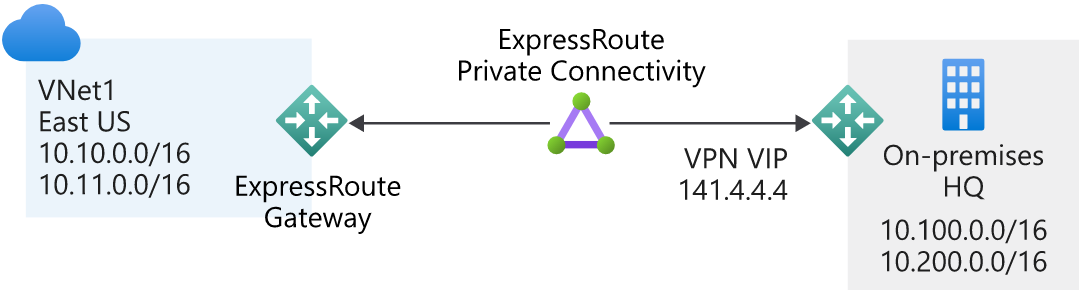 VNet1
East US
10.10.0.0/16
10.11.0.0/16
ExpressRoute
Gateway
ExpressRoute
Private Connectivity
VPN VIP
141.4.4.4
On-premises
HQ
10.100.0.0/16
10.200.0.0/16